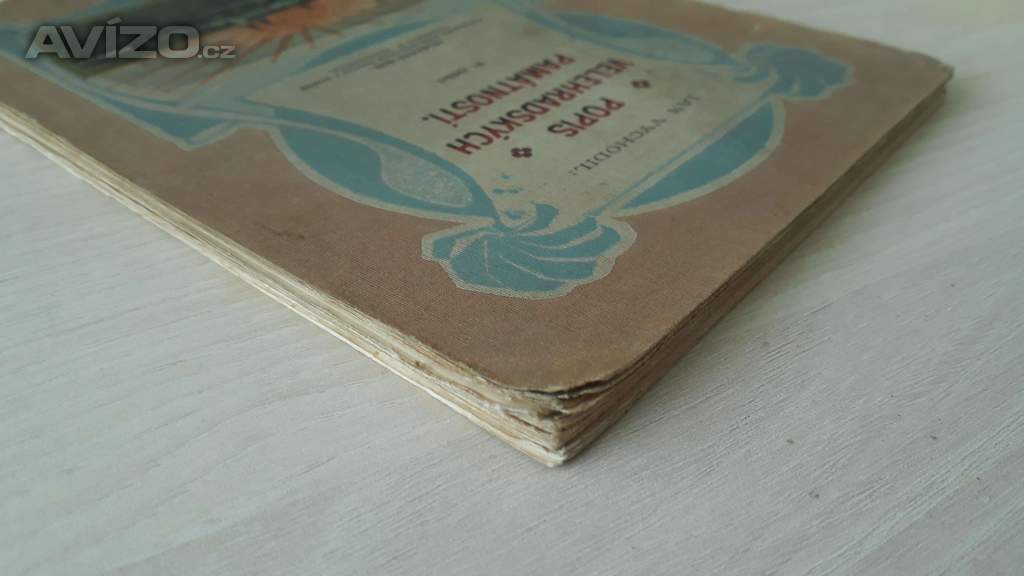 AVÍZO.cz
JAN VYCHODIL:
POPIS
VELEHRADSKÝCH
PAMÁTNOSTÍ.